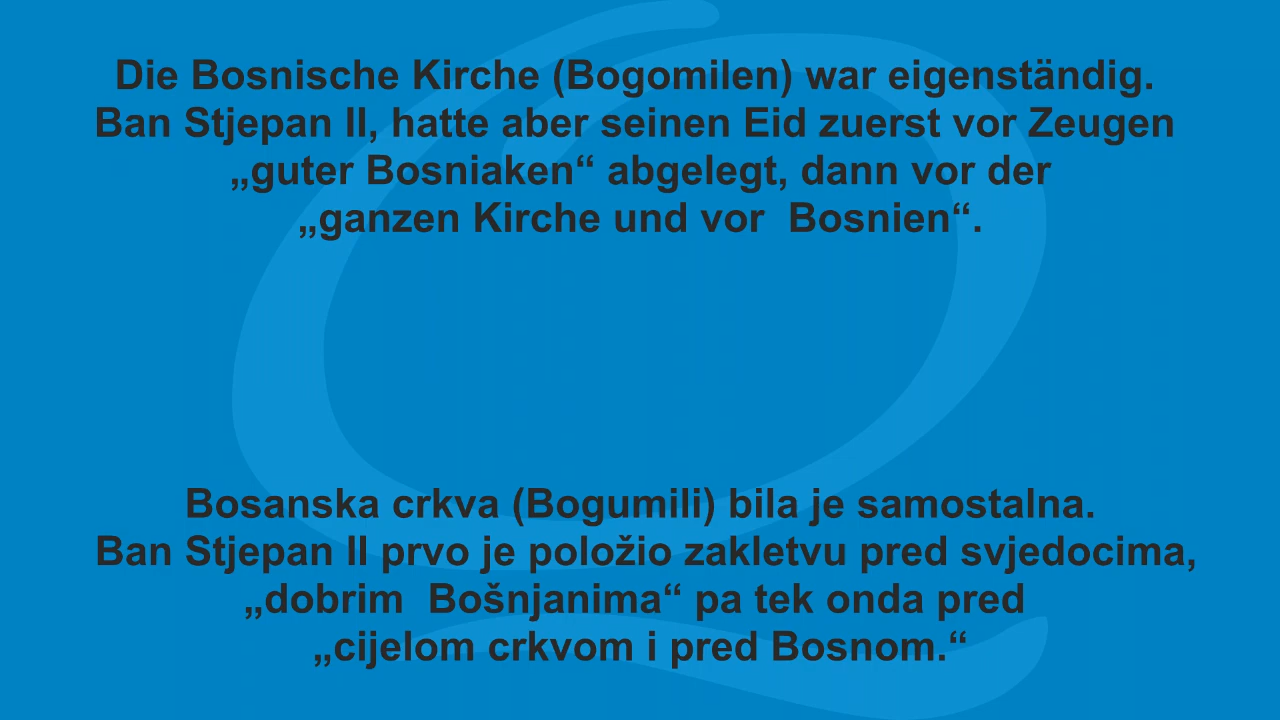 Die Bosnische Kirche (Bogomilen) war eigenständig.
Ban Stjepan II, hatte aber seinen Eid zuerst vor Zeugen
„guter Bosniaken“ abgelegt, dann vor der
„ganzen Kirche und vor  Bosnien“.
Bosanska crkva (Bogumili) bila je samostalna.
Ban Stjepan II prvo je položio zakletvu pred svjedocima,
„dobrim  Bošnjanima“ pa tek onda pred
„cijelom crkvom i pred Bosnom.“